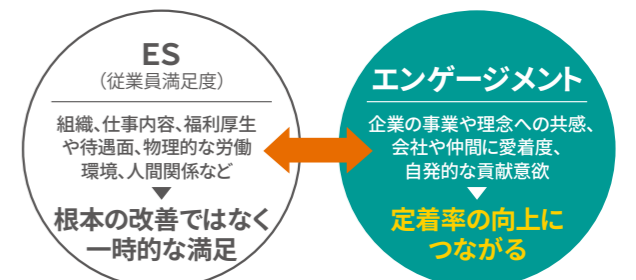 ES
（従業員満足度）
組織、仕事内容、福利厚生
や待遇面、物理的な労働
環境、人間関係など
▼
根本の改善ではなく
一時的な満足
エンゲージメント
企業の事業や理念への共感、
会社や仲間に愛着度、
自発的な貢献意欲
▼
定着率の向上に
つながる